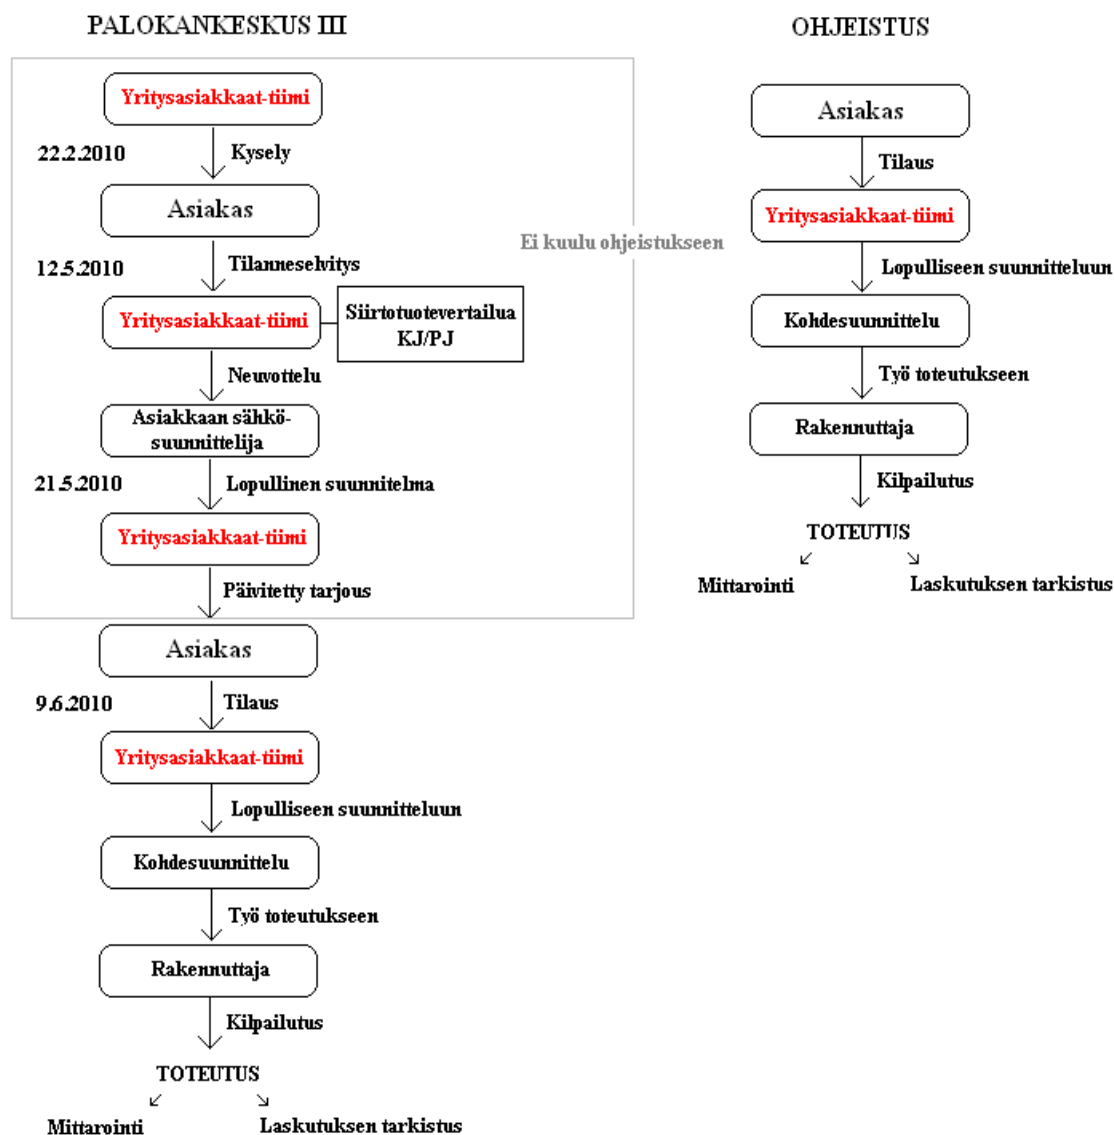 PALOKANKESKUS III
Yritysasiakkaat-tiimi
22.2.2010
Kysely
Asiakas
12.5.2010
Tilanneselvitys
Yritysasiakkaat-tiimi
Siirtotuotevertailua
KJ/PJ
Neuvottelu
Asiakkaan sähkö-
suunnittelija
21.5.2010
Lopullinen suunnitelma
Yritysasiakkaat-tiimi
Päivitetty tarjous
Ei kuulu ohjeistukseen
Asiakas
9.6.2010
Tilaus
Yritysasiakkaat-tiimi
Lopulliseen suunnitteluun
Kohdesuunnittelu
Työ toteutukseen
Rakennuttaja
Kilpailutus
TOTEUTUS
Mittarointi
Laskutuksen tarkistus
OHJEISTUS
Asiakas
Tilaus
Yritysasiakkaat-tiimi
Lopulliseen suunnitteluun
Kohdesuunnittelu
Työ toteutukseen
Rakennuttaja
Kilpailutus
TOTEUTUS
Mittarointi
Laskutuksen tarkistus